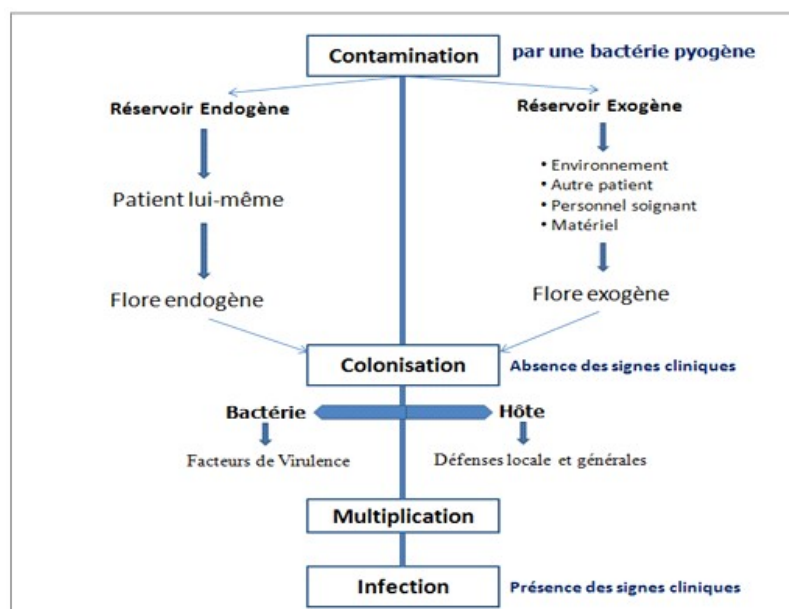 Contamination
par une bactérie pyogène
Réservoir Endogène
Réservoir Exogène
Patient lui-même
• Environnement
• Autre patient
• Personnel soignant
• Matériel
Flore endogène
Flore exogène
Colonisation
Absence des signes cliniques
Bactérie
Hôte
Facteurs de Virulence
Défenses locale et générales
Multiplication
Infection
Présence des signes cliniques